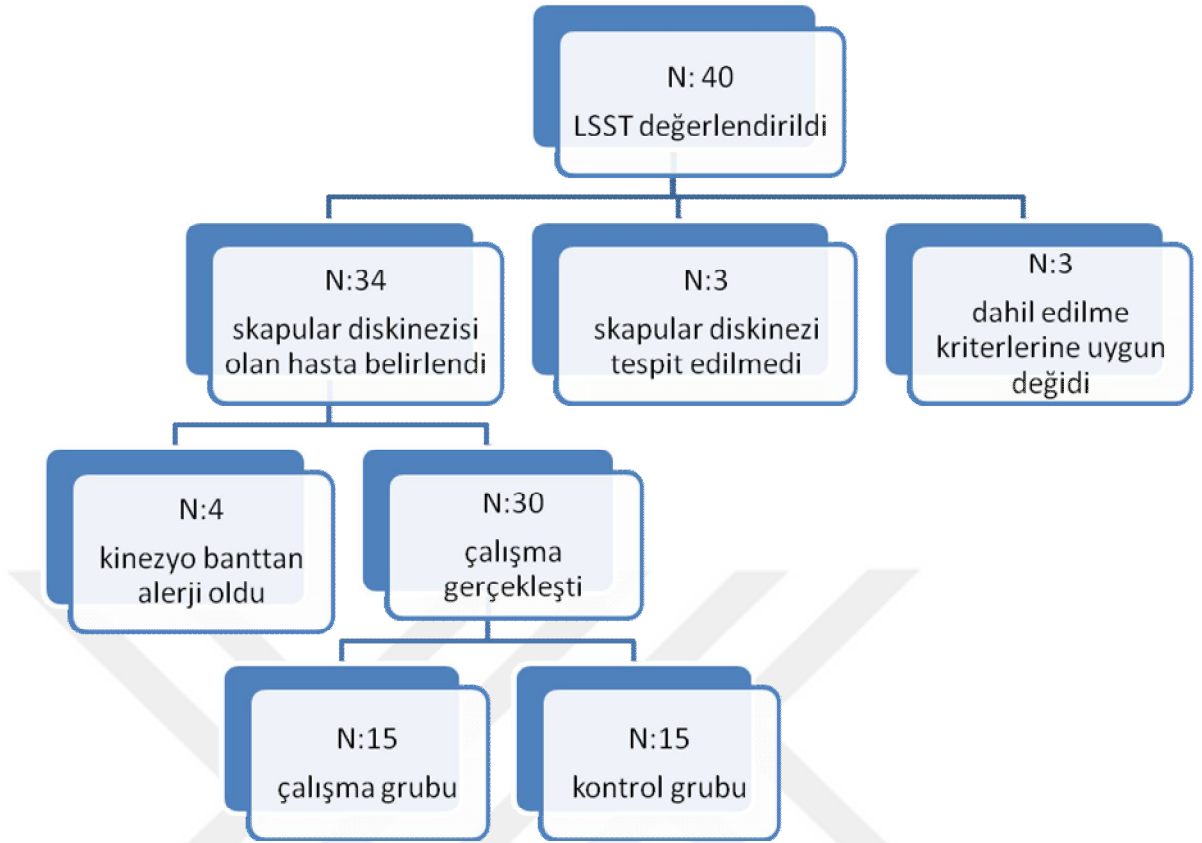 N: 40
LSST değerlendirildi
N:34
skapular diskinezisi
olan hasta belirlendi
N:3
skapular diskinezi
tespit edilmedi
N:3
dahil edilme
kriterlerine uygun
değidi
N:4
kinezyo banttan
alerji oldu
N:30
çalışma
gerçekleşti
N:15
çalışma grubu
N:15
kontrol grubu